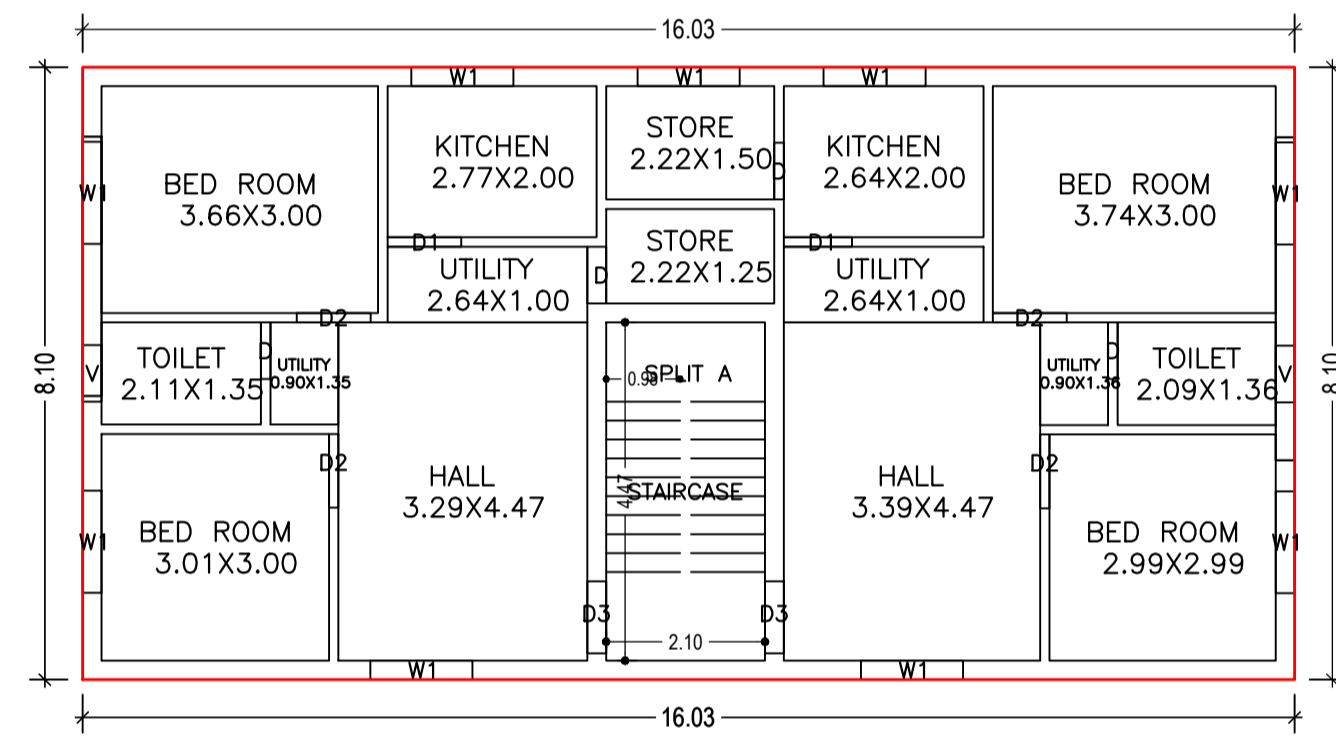 16.03
W1
W1
W1
BED ROOM
3.66X3.00
KITCHEN
2.77X2.00
STORE
2.22X1.50
D
KITCHEN
2.64X2.00
BED ROOM
3.74X3.00
W1
W1
D1
UTILITY
2.64X1.00
D
STORE
2.22X1.25
D1
UTILITY
2.64X1.00
D2
D2
8.10
V
TOILET
2.11X1.35
D
UTILITY
0.90X1.35
SPLIT A
0.98
D
UTILITY
0.90X1.36
TOILET
2.09X1.36
V
8.10
D2
D2
HALL
3.29X4.47
4.47
STAIRCASE
HALL
3.39X4.47
W1
BED ROOM
3.01X3.00
BED ROOM
2.99X2.99
W1
D3
D3
2.10
W1
W1
16.03